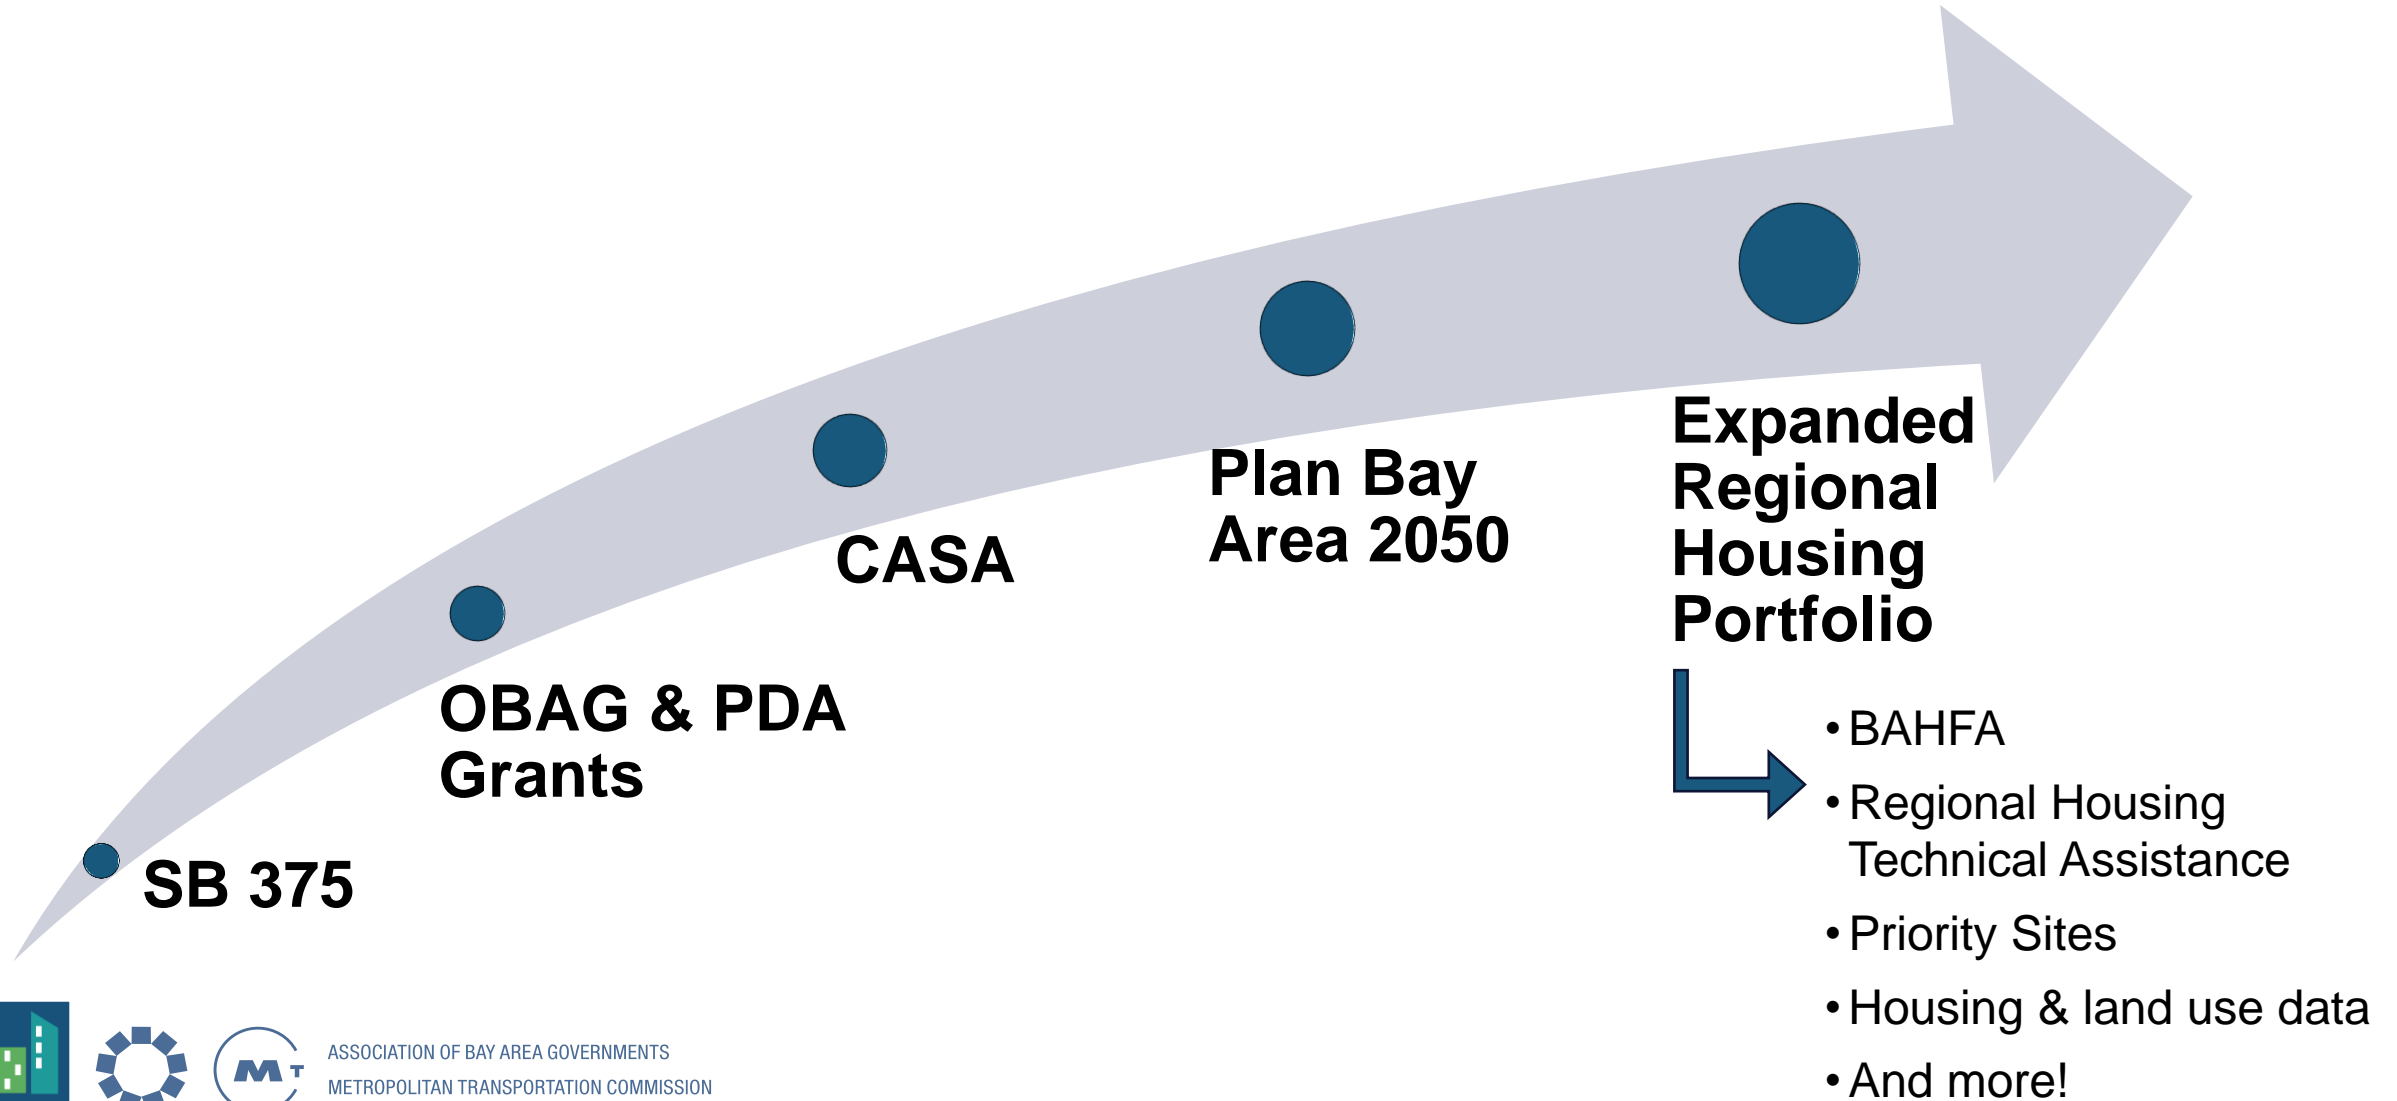 SB 375
OBAG & PDA
Grants
CASA
Plan Bay
Area 2050
Expanded
Regional
Housing
Portfolio
•BAHFA
•Regional Housing
Technical Assistance
•Priority Sites
•Housing & land use data
•And more!
M T
ASSOCIATION OF BAY AREA GOVERNMENTS
METROPOLITAN TRANSPORTATION COMMISSION